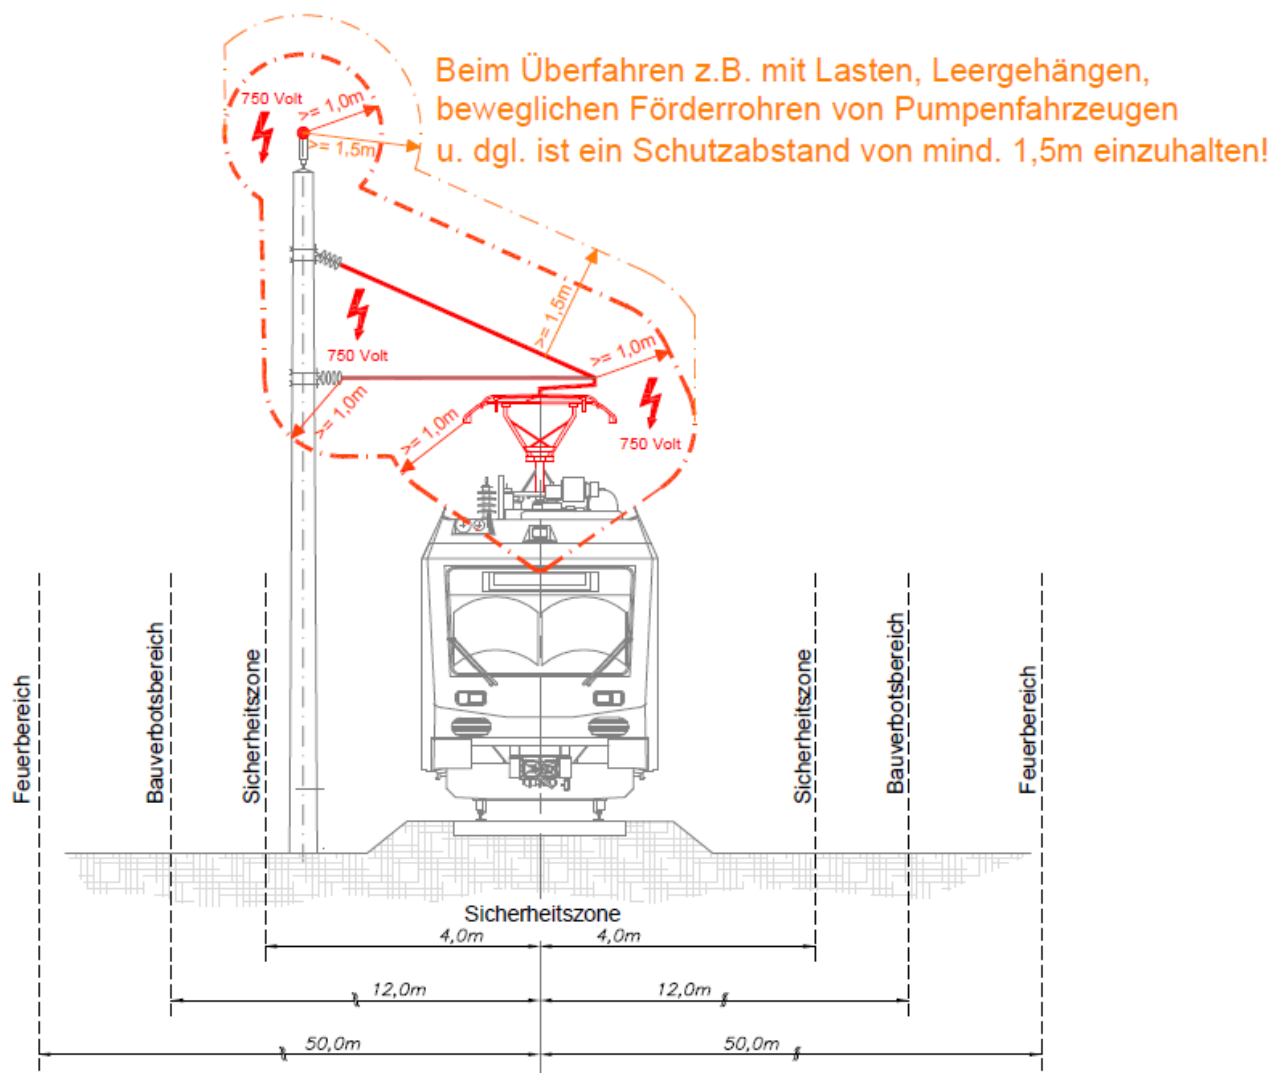 Beim Überfahren z.B. mit Lasten, Leergehängen,
beweglichen Förderrohren von Pumpenfahrzeugen
u. dgl. ist ein Schutzabstand von mind. 1,5m einzuhalten!
750 Volt
>= 1,0m
>= 1,5m
>= 1,5m
750 Volt
>= 1,0m
>= 1,0m
>= 1,0m
750 Volt
Feuerbereich
Bauverbotsbereich
Sicherheitszone
Sicherheitszone
Bauverbotsbereich
Feuerbereich
Sicherheitszone
4,0m
4,0m
12,0m
12,0m
50,0m
50,0m